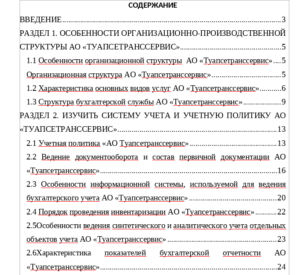 СОДЕРЖАНИЕ
ВВЕДЕНИЕ...3
РАЗДЕЛ 1. ОСОБЕННОСТИ ОРГАНИЗАЦИОННО-ПРОИЗВОДСТВЕННОЙ
СТРУКТУРЫ АО «ТУАПСЕТРАНССЕРВИС»...5
1.1 Особенности организационной структуры АО «Туапсетранссервис»...5
Организационная структура АО «Туапсетранссервис»...5
1.2 Характеристика основных видов услуг АО «Туапсетранссервис»...6
1.3 Структура бухгалтерской службы АО «Туапсетранссервис»...9
РАЗДЕЛ 2. ИЗУЧИТЬ СИСТЕМУ УЧЕТА И УЧЕТНУЮ ПОЛИТИКУ АО
«ТУАПСЕТРАНССЕРВИС»...13
2.1 Учетная политика «АО Туапсетранссервис»...13
2.2 Ведение документооборота и состав первичной документации АО
«Туапсетранссервис»...16
2.3 Особенности информационной системы, используемой для ведения
бухгалтерского учета АО «Туапсетранссервис»...20
2.4 Порядок проведения инвентаризации АО «Туапсетранссервис»...22
2.5Особенности ведения синтетического и аналитического учета отдельных
объектов учета АО «Туапсетранссервис»...23
2.6Характеристика показателей бухгалтерской отчетности АО
«Туапсетранссервис»...24